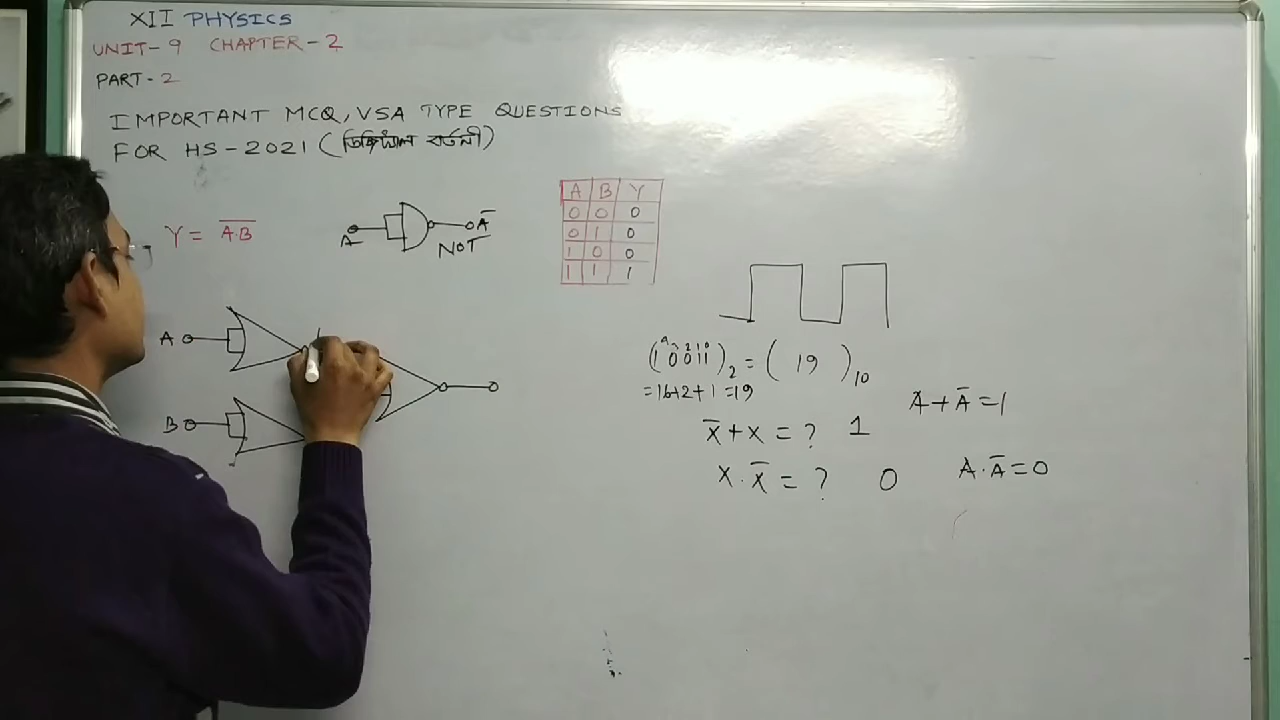 XII PHYSICS
UNIT-9 CHAPTER-2
PART-2
IMPORTANT MCQ, VSA TYPE QUESTIONS
FOR HS-2021 (
Y = \overline{A.B}
A Ā
NOT
A B Y
0 0 0
0 1 0
1 0 0
1 1 1
A
B
(10011)₂ = (19)₁₀
=16+2+1=19
x̄+x = ? 1
A+Ā=1
x.x̄ = ? 0
A.Ā=0